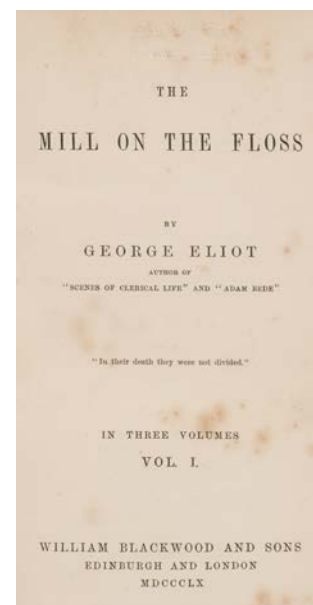 THE
MILL ON THE FLOSS
BY
GEORGE ELIOT
AUTHOR OF
"SCENES OF CLERICAL LIFE" AND "ADAM BEDE"
"In their death they were not divided."
IN THREE VOLUMES
VOL. I.
WILLIAM BLACKWOOD AND SONS
EDINBURGH AND LONDON
MDCCCLX